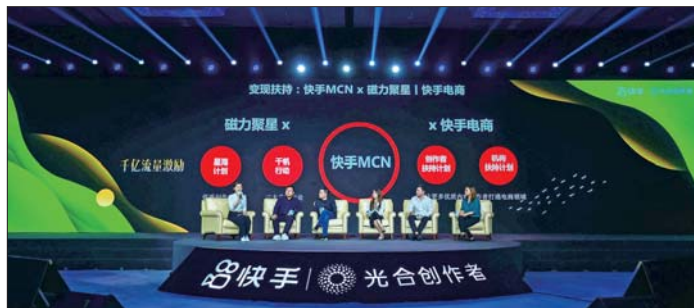 变现扶持：快手MCN x 磁力聚星 | 快手电商
磁力聚星 x
x 快手电商
千亿流量激励
星海
计划
千帆
行动
快手MCN
创作者
扶持计划
机构
扶持计划
快手 | 光合创作者